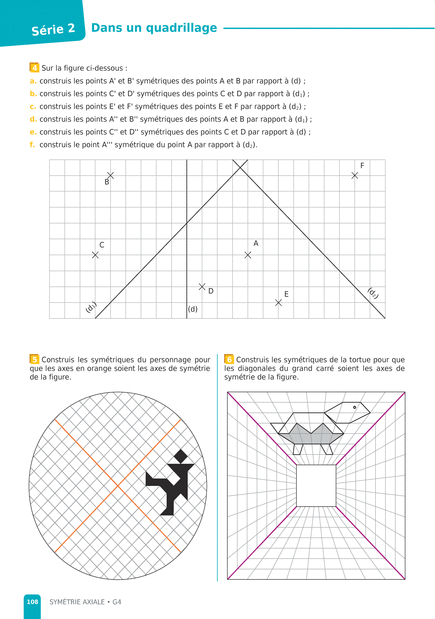 Série 2 Dans un quadrillage
4 Sur la figure ci-dessous :
a. construis les points A' et B' symétriques des points A et B par rapport à (d) ;
b. construis les points C' et D' symétriques des points C et D par rapport à (d₁) ;
c. construis les points E' et F' symétriques des points E et F par rapport à (d₂) ;
d. construis les points A'' et B'' symétriques des points A et B par rapport à (d₁) ;
e. construis les points C'' et D'' symétriques des points C et D par rapport à (d) ;
f. construis le point A''' symétrique du point A par rapport à (d₂).
F
B
C
A
D
E
(d₁)
(d)
(d₂)
5 Construis les symétriques du personnage pour
que les axes en orange soient les axes de symétrie
de la figure.
6 Construis les symétriques de la tortue pour que
les diagonales du grand carré soient les axes de
symétrie de la figure.
108 SYMÉTRIE AXIALE • G4